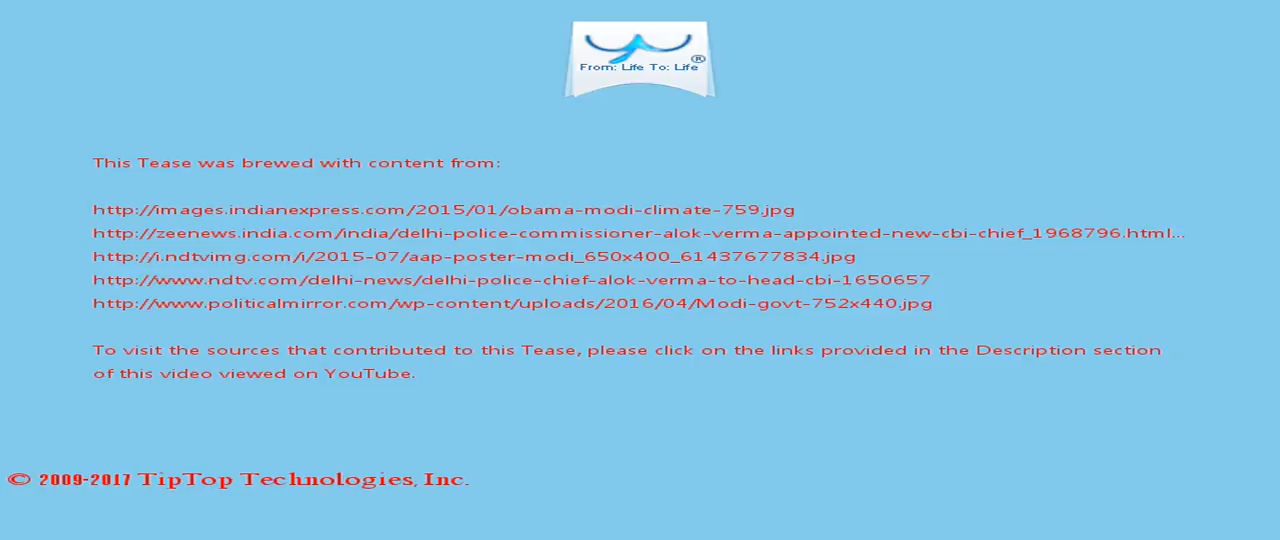 From: Life To: Life®
This Tease was brewed with content from:
http://images.indianexpress.com/2015/01/obama-modi-climate-759.jpg
http://zeenews.india.com/india/delhi-police-commissioner-alok-verma-appointed-new-cbi-chief_1968796.html...
http://i.ndtvimg.com/i/2015-07/aap-poster-modi_650x400_61437677834.jpg
http://www.ndtv.com/delhi-news/delhi-police-chief-alok-verma-to-head-cbi-1650657
http://www.politicalmirror.com/wp-content/uploads/2016/04/Modi-govt-752x440.jpg
To visit the sources that contributed to this Tease, please click on the links provided in the Description section
of this video viewed on YouTube.
© 2009-2017 TipTop Technologies, Inc.